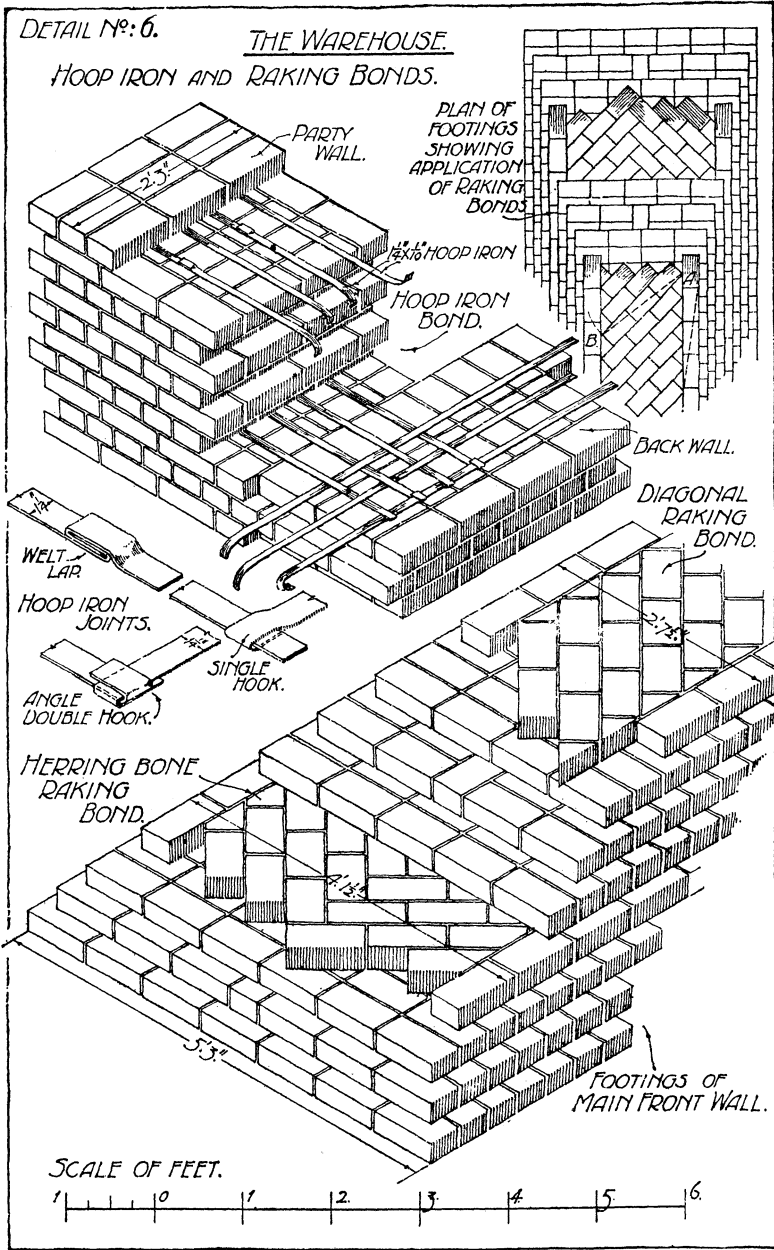 DETAIL Nº: 6.
THE WAREHOUSE.
HOOP IRON AND RAKING BONDS.
PARTY
WALL.
2'.3"
PLAN OF
FOOTINGS
SHOWING
APPLICATION
OF RAKING
BONDS
A
B
HOOP IRON
HOOP IRON
BOND.
BACK WALL.
DIAGONAL
RAKING
BOND.
WELT
LAP.
HOOP IRON
JOINTS.
SINGLE
HOOK.
ANGLE
DOUBLE HOOK.
HERRING BONE
RAKING
BOND.
5'.3"
FOOTINGS OF
MAIN FRONT WALL.
SCALE OF FEET.
1 0 1. 2. 3. 4. 5. 6.